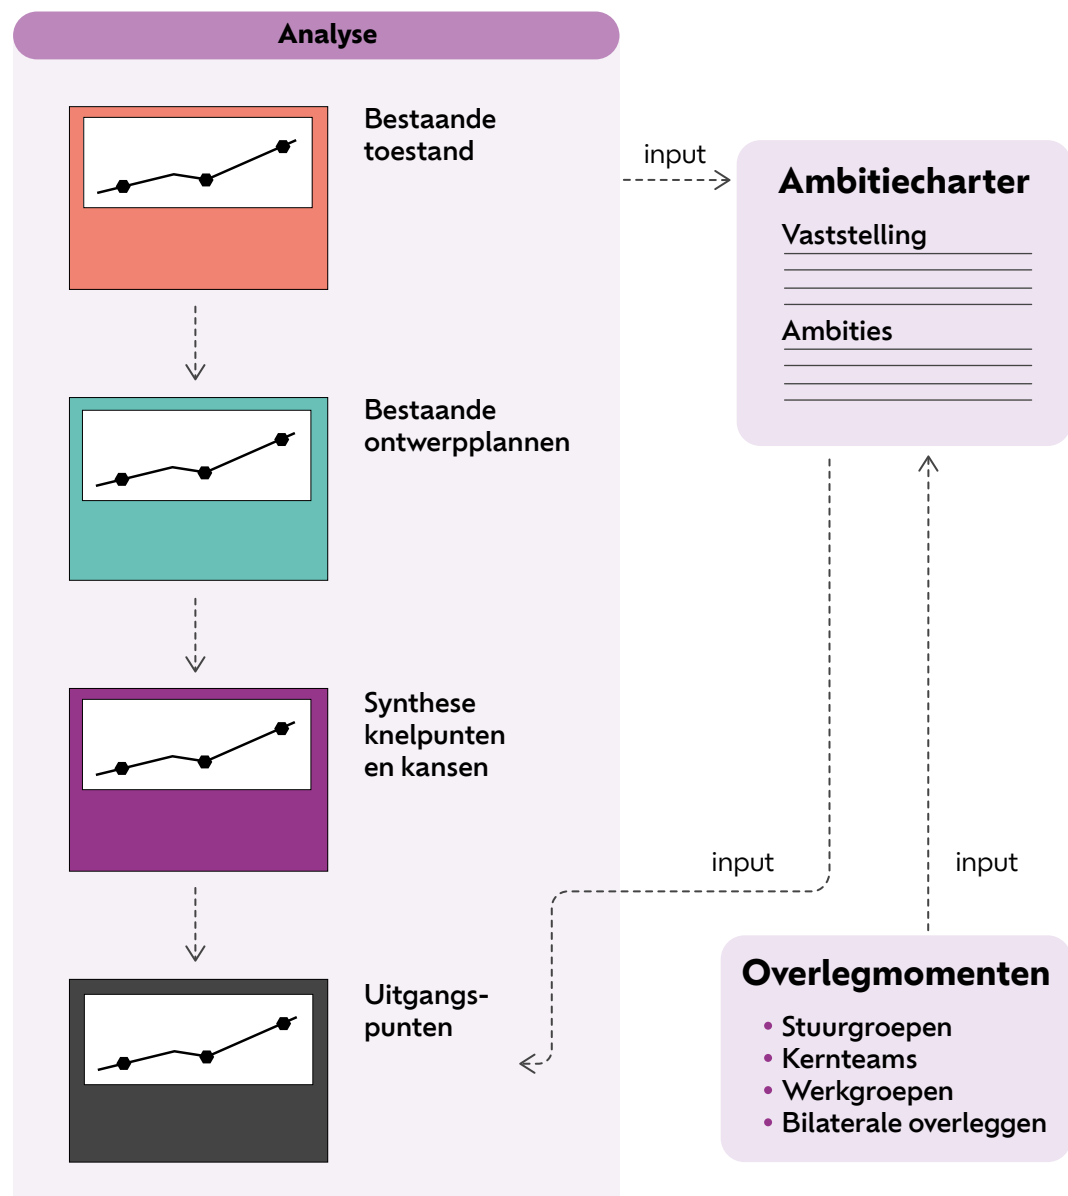 Analyse
Bestaande
toestand
Bestaande
ontwerpplannen
Synthese
knelpunten
en kansen
Uitgangs-
punten
input
Ambitiecharter
Vaststelling
Ambities
input
input
Overlegmomenten
• Stuurgroepen
• Kernteams
• Werkgroepen
• Bilaterale overleggen